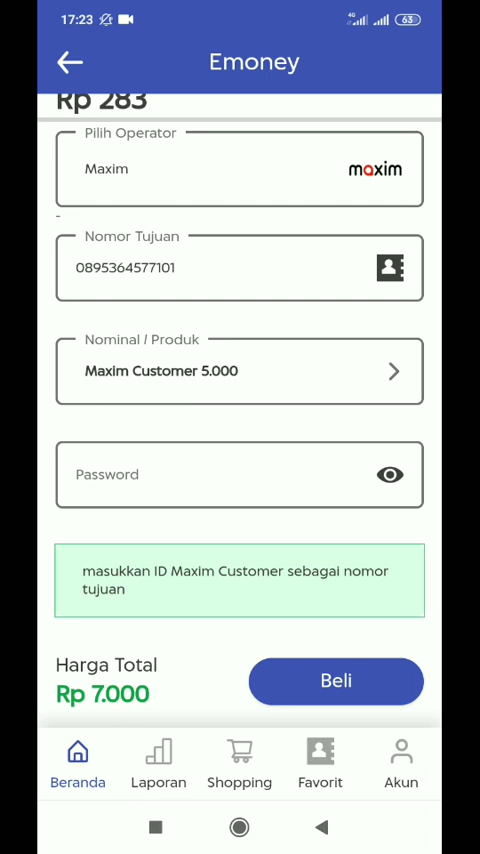 17:23
4G
63
Emoney
Rp 283
Pilih Operator
Maxim
maxim
-
Nomor Tujuan
0895364577101
Nominal / Produk
Maxim Customer 5.000
Password
masukkan ID Maxim Customer sebagai nomor
tujuan
Harga Total
Rp 7.000
Beli
Beranda
Laporan
Shopping
Favorit
Akun